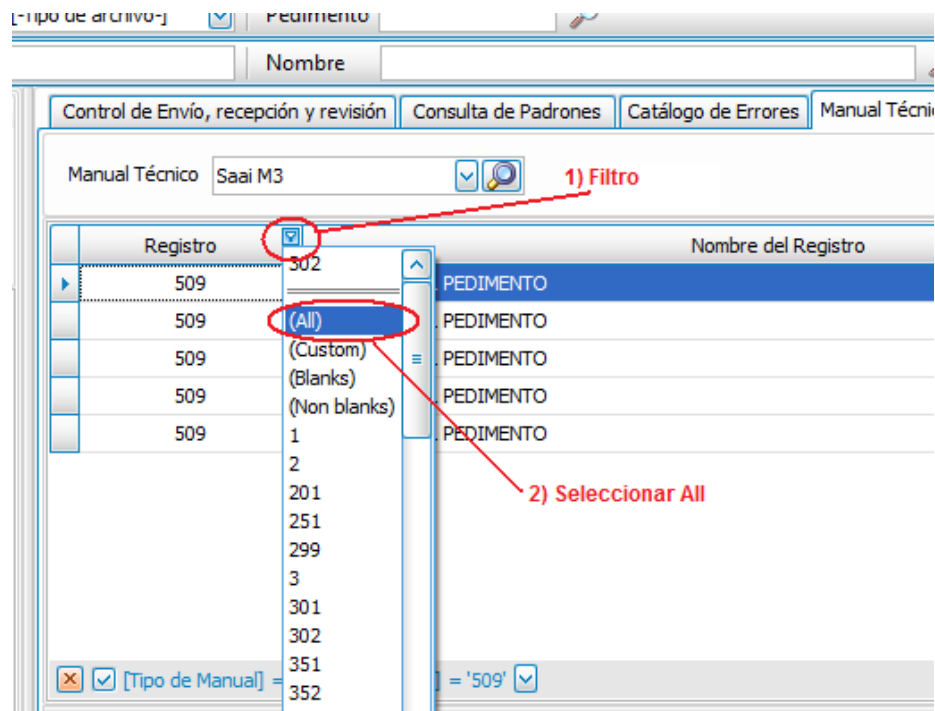 [-Tipo de archivo-] Pedimento
Nombre
Control de Envío, recepción y revisión Consulta de Padrones Catálogo de Errores Manual Técni
Manual Técnico Saai M3 1) Filtro
Registro Nombre del Registro
302
509 PEDIMENTO
509 (All) PEDIMENTO
(Custom)
509 PEDIMENTO
(Blanks)
509 (Non blanks) PEDIMENTO
509 1 PEDIMENTO
2
201 2) Seleccionar All
251
299
3
301
302
351
[Tipo de Manual] = ] = '509'
352